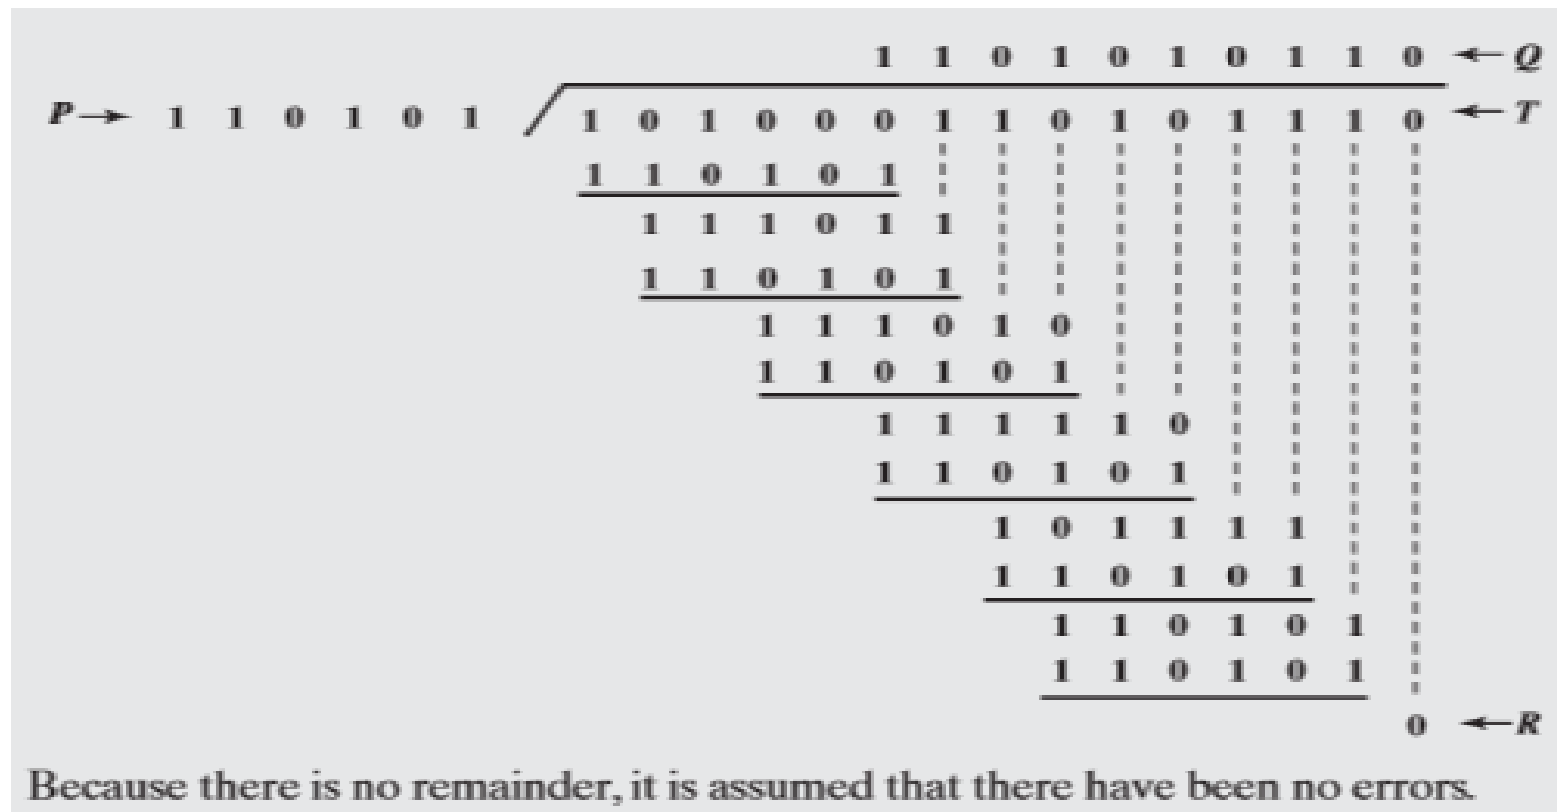 1 1 0 1 0 1 0 1 1 0 ← Q
P → 1 1 0 1 0 1 1 0 1 0 0 0 1 1 0 1 0 1 1 1 0 ← T
1 1 0 1 0 1
1 1 1 0 1 1
1 1 0 1 0 1
1 1 1 0 1 0
1 1 0 1 0 1
1 1 1 1 1 0
1 1 0 1 0 1
1 0 1 1 1 1
1 1 0 1 0 1
1 1 0 1 0 1
1 1 0 1 0 1
0 ← R
Because there is no remainder, it is assumed that there have been no errors.